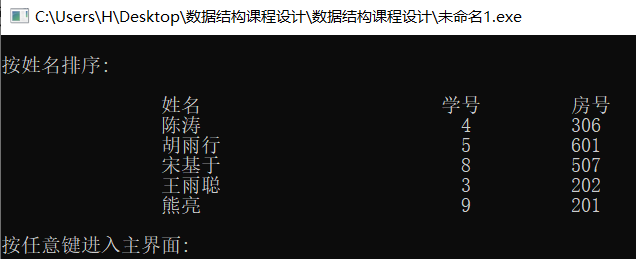 C:\Users\H\Desktop\数据结构课程设计\数据结构课程设计\未命名1.exe
按姓名排序:
姓名 学号 房号
陈涛 4 306
胡雨行 5 601
宋基于 8 507
王雨聪 3 202
熊亮 9 201
按任意键进入主界面: